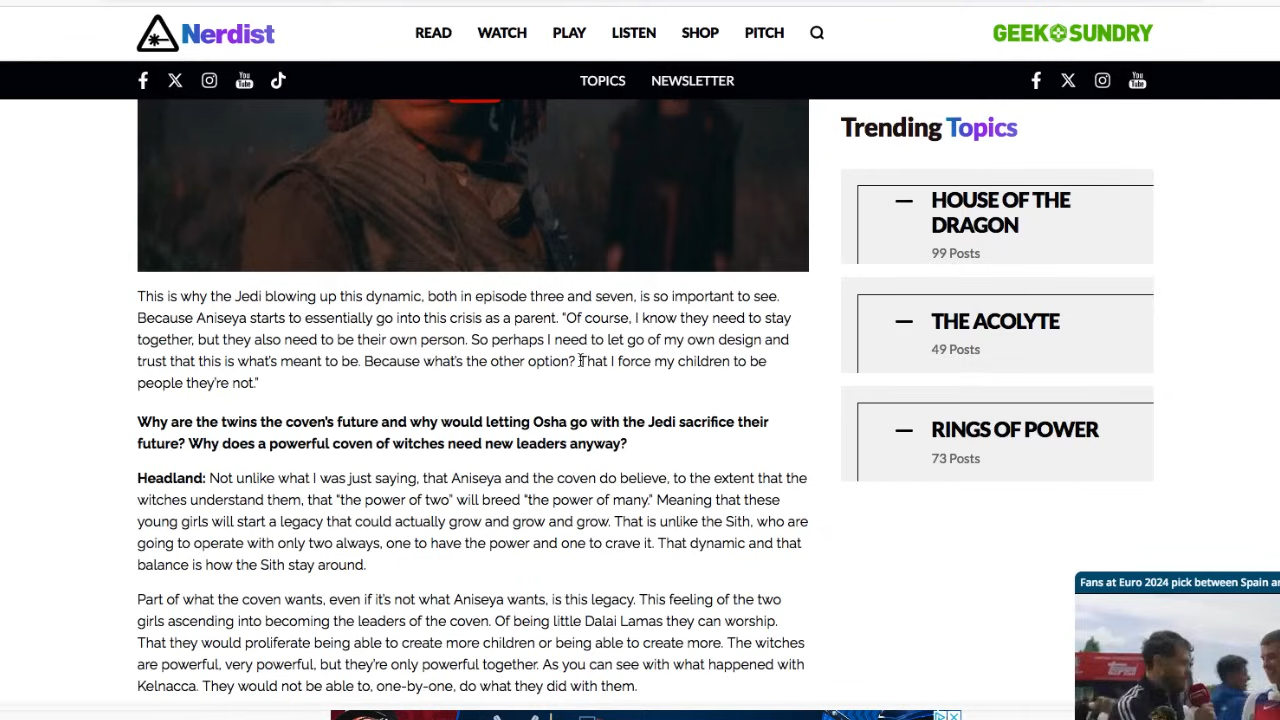 Nerdist
READ WATCH PLAY LISTEN SHOP PITCH
GEEK SUNDRY
You Tube
TOPICS NEWSLETTER
You Tube
This is why the Jedi blowing up this dynamic, both in episode three and seven, is so important to see.
Because Aniseya starts to essentially go into this crisis as a parent. “Of course, I know they need to stay
together, but they also need to be their own person. So perhaps I need to let go of my own design and
trust that this is what’s meant to be. Because what’s the other option? That I force my children to be
people they’re not.”
Why are the twins the coven’s future and why would letting Osha go with the Jedi sacrifice their
future? Why does a powerful coven of witches need new leaders anyway?
Headland: Not unlike what I was just saying, that Aniseya and the coven do believe, to the extent that the
witches understand them, that “the power of two” will breed “the power of many.” Meaning that these
young girls will start a legacy that could actually grow and grow and grow. That is unlike the Sith, who are
going to operate with only two always, one to have the power and one to crave it. That dynamic and that
balance is how the Sith stay around.
Part of what the coven wants, even if it’s not what Aniseya wants, is this legacy. This feeling of the two
girls ascending into becoming the leaders of the coven. Of being little Dalai Lamas they can worship.
That they would proliferate being able to create more children or being able to create more. The witches
are powerful, very powerful, but they’re only powerful together. As you can see with what happened with
Kelnacca. They would not be able to, one-by-one, do what they did with them.
Trending Topics
HOUSE OF THE
DRAGON
99 Posts
THE ACOLYTE
49 Posts
RINGS OF POWER
73 Posts
Fans at Euro 2024 pick between Spain